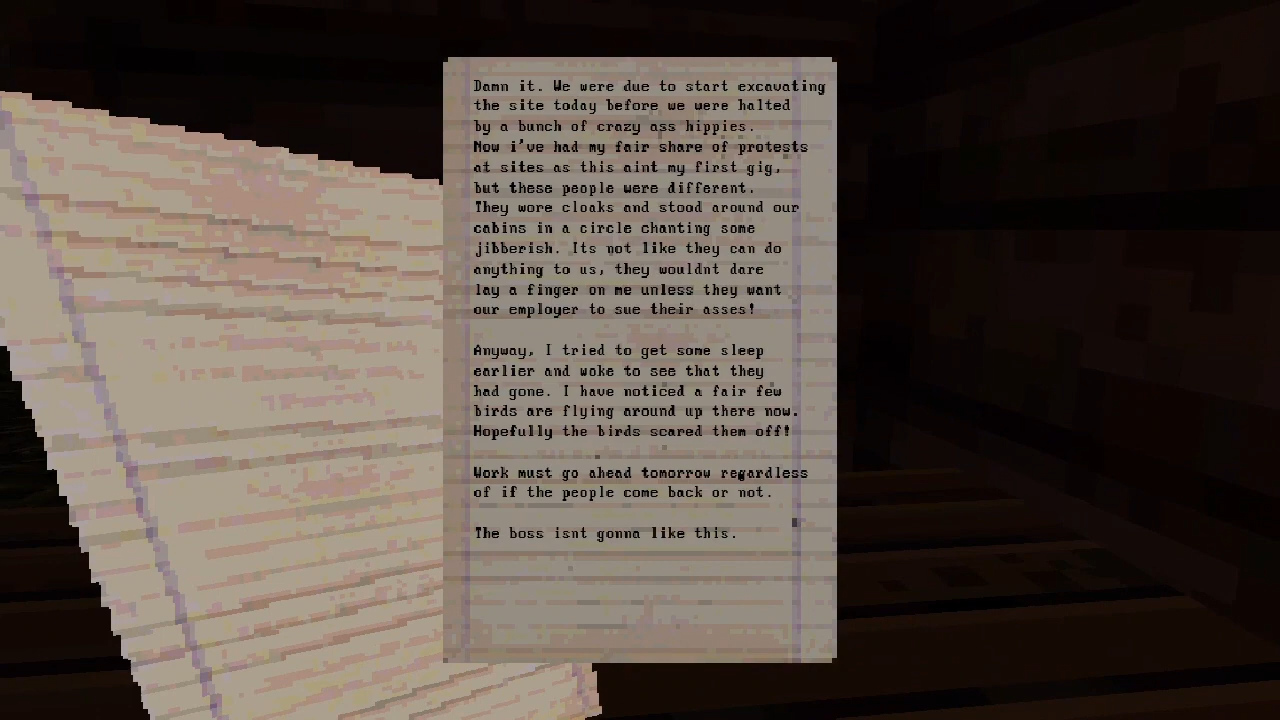 Damn it. We were due to start excavating
the site today before we were halted
by a bunch of crazy ass hippies.
Now i've had my fair share of protests
at sites as this aint my first gig,
but these people were different.
They wore cloaks and stood around our
cabins in a circle chanting some
jibberish. Its not like they can do
anything to us, they wouldnt dare
lay a finger on me unless they want
our employer to sue their asses!
Anyway, I tried to get some sleep
earlier and woke to see that they
had gone. I have noticed a fair few
birds are flying around up there now.
Hopefully the birds scared them off!
Work must go ahead tomorrow regardless
of if the people come back or not.
The boss isnt gonna like this.